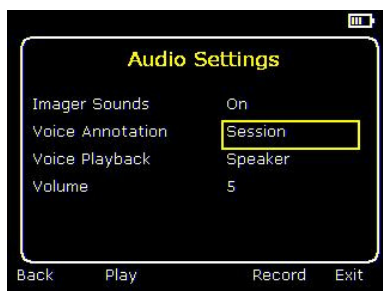 Audio Settings
Imager Sounds On
Voice Annotation Session
Voice Playback Speaker
Volume 5
Back Play Record Exit